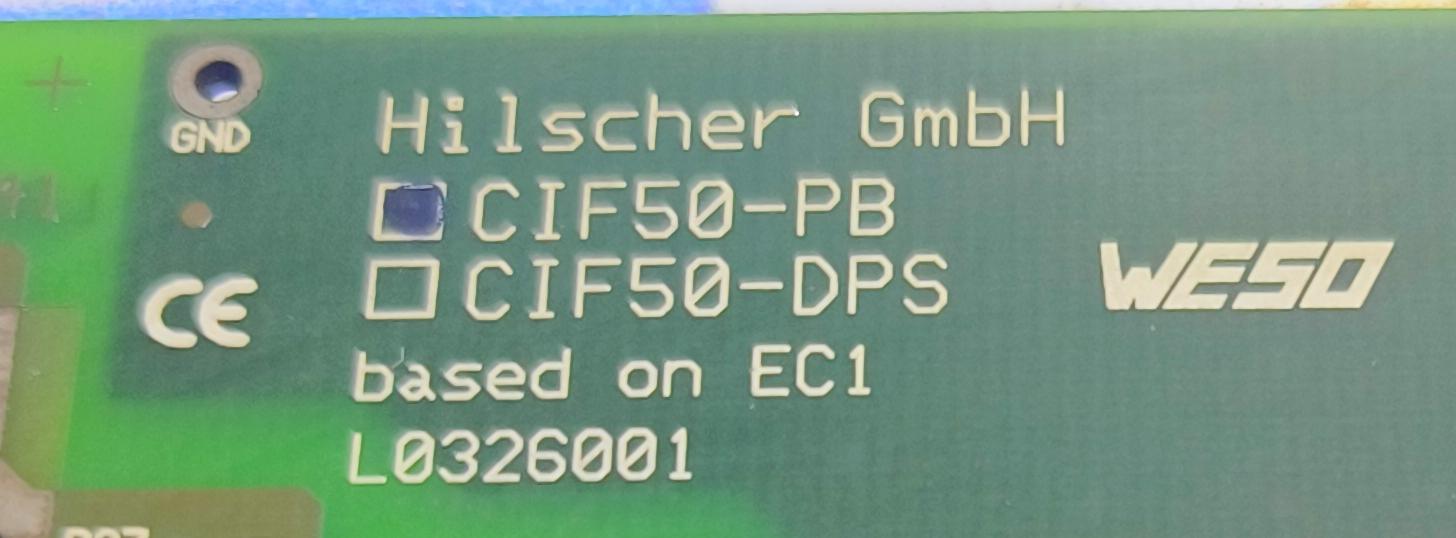 GND
Hilscher GmbH
CIF50-PB
CIF50-DPS
CE
WESO
based on EC1
L0326001